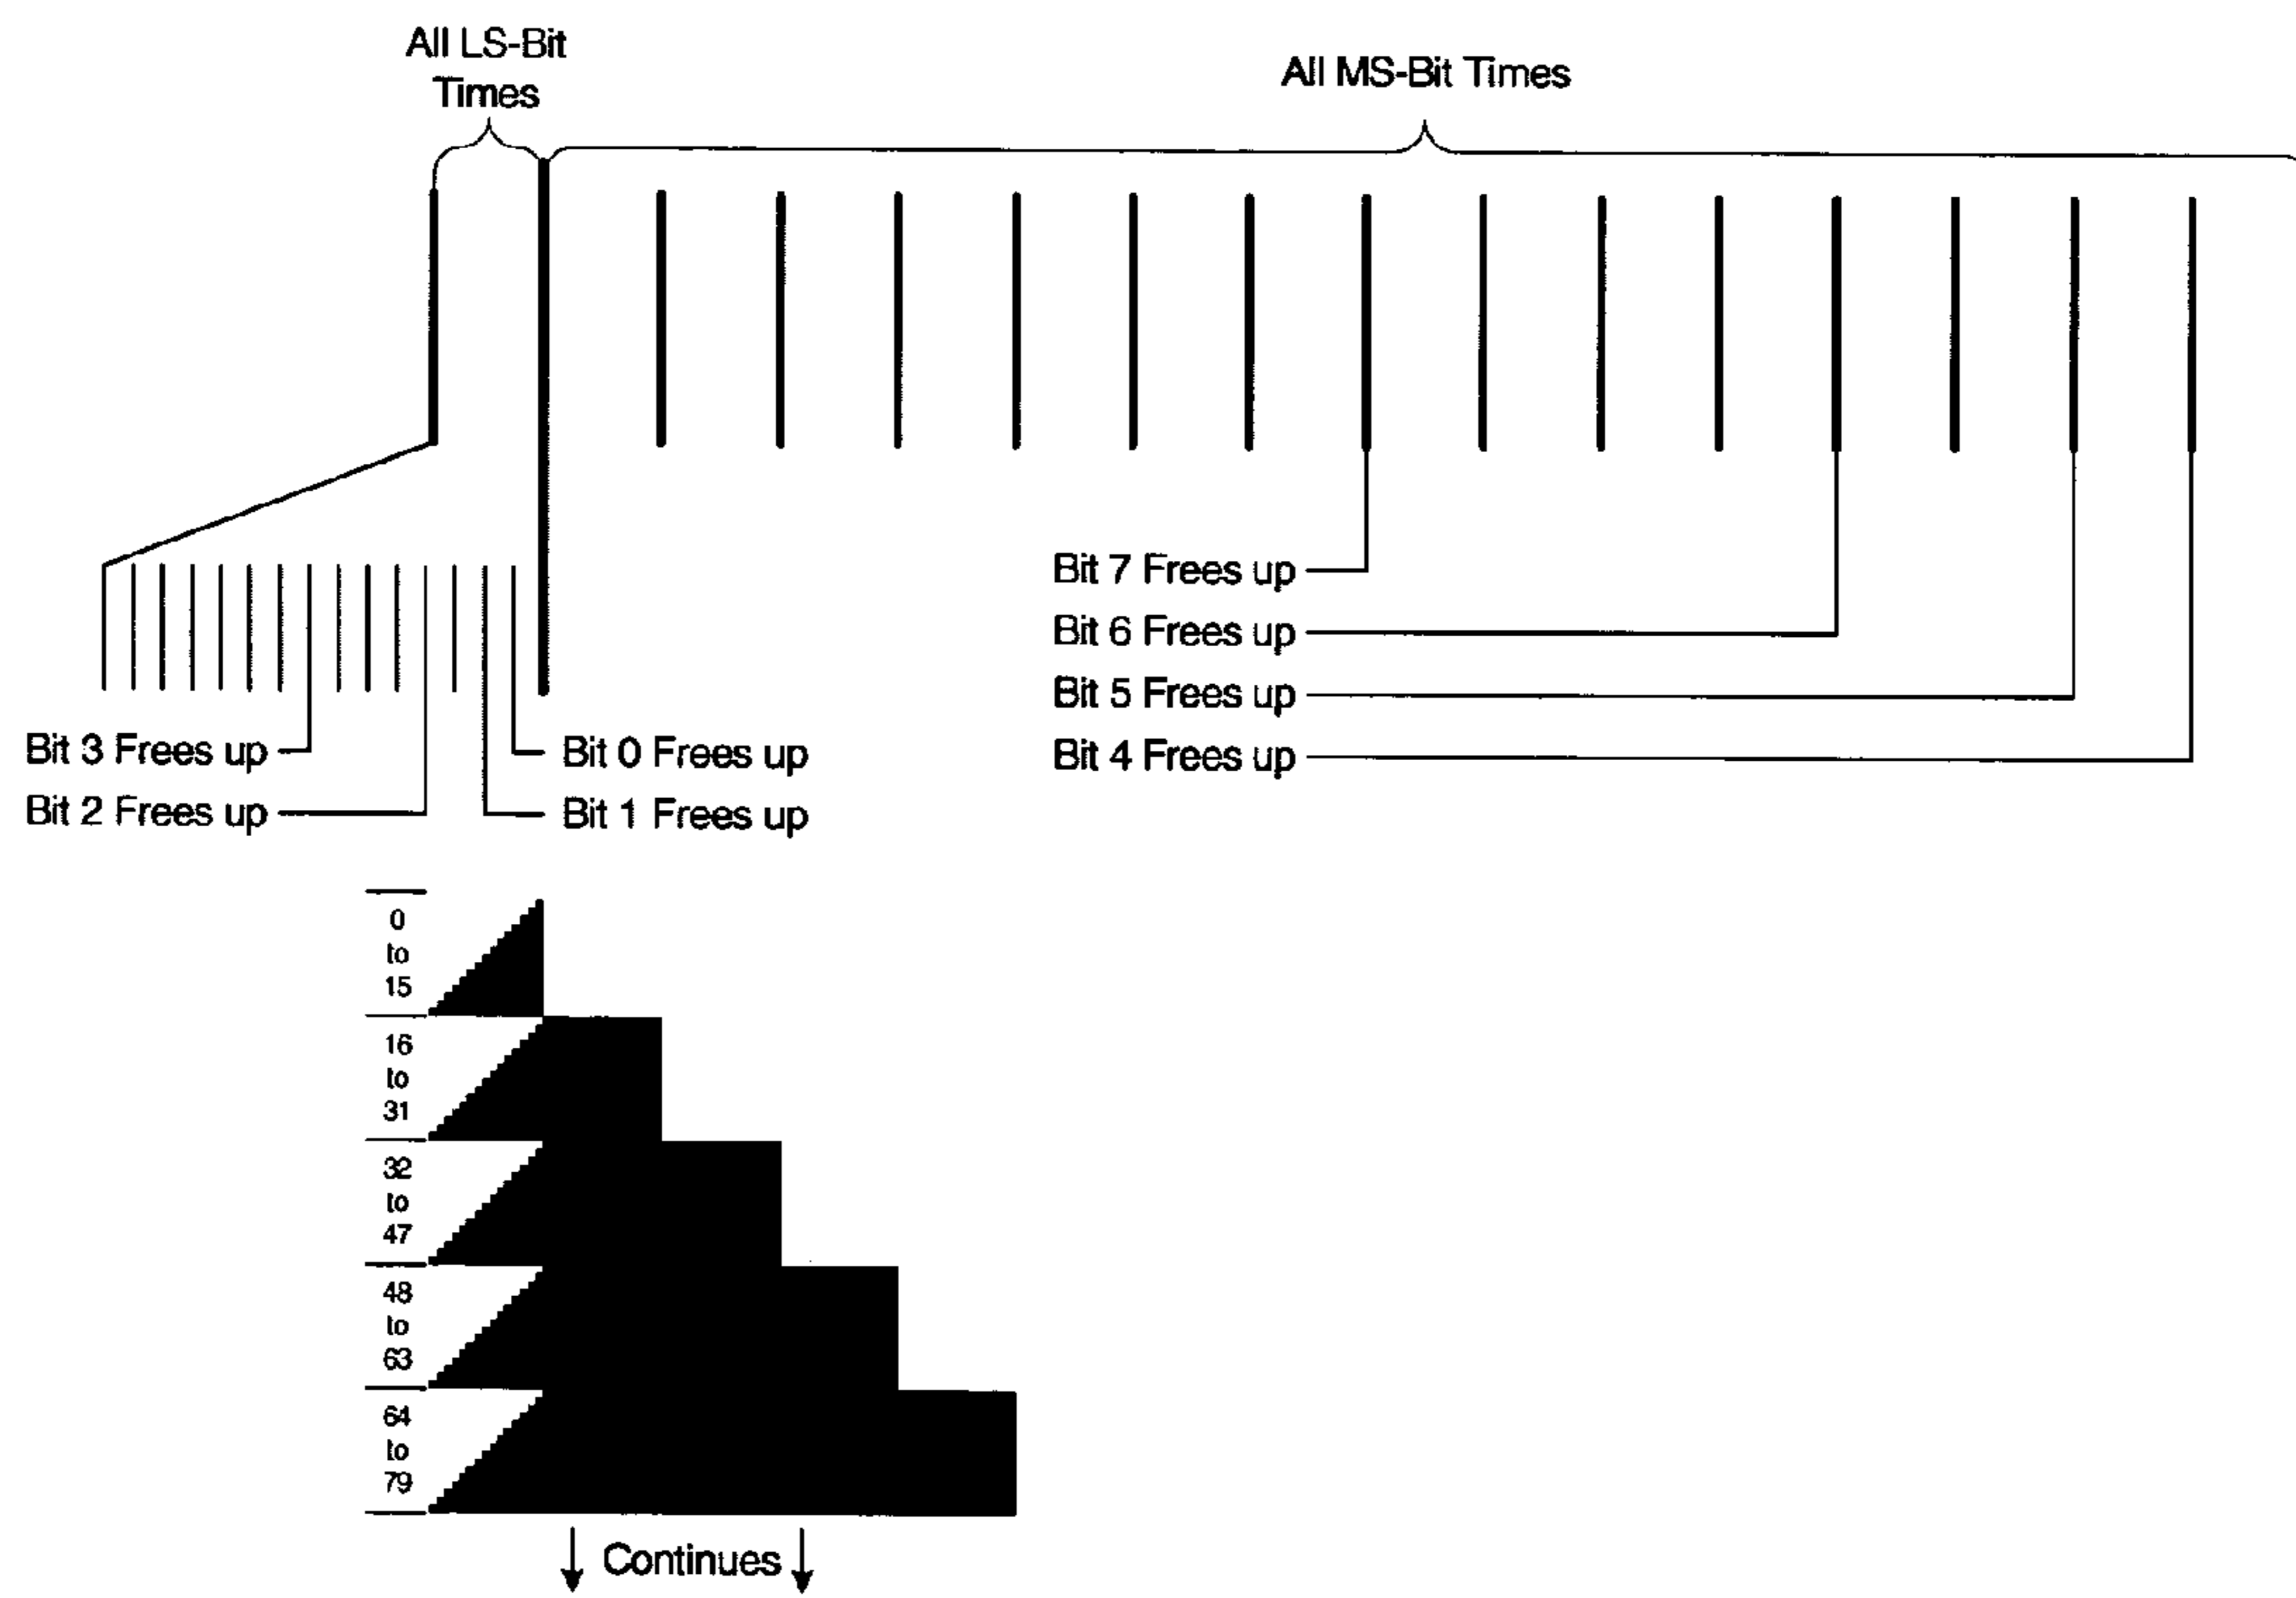 All LS-Bit
Times
All MS-Bit Times
Bit 7 Frees up
Bit 6 Frees up
Bit 5 Frees up
Bit 4 Frees up
Bit 3 Frees up
Bit 0 Frees up
Bit 2 Frees up
Bit 1 Frees up
0
to
15
16
to
31
32
to
47
48
to
63
64
to
79
Continues